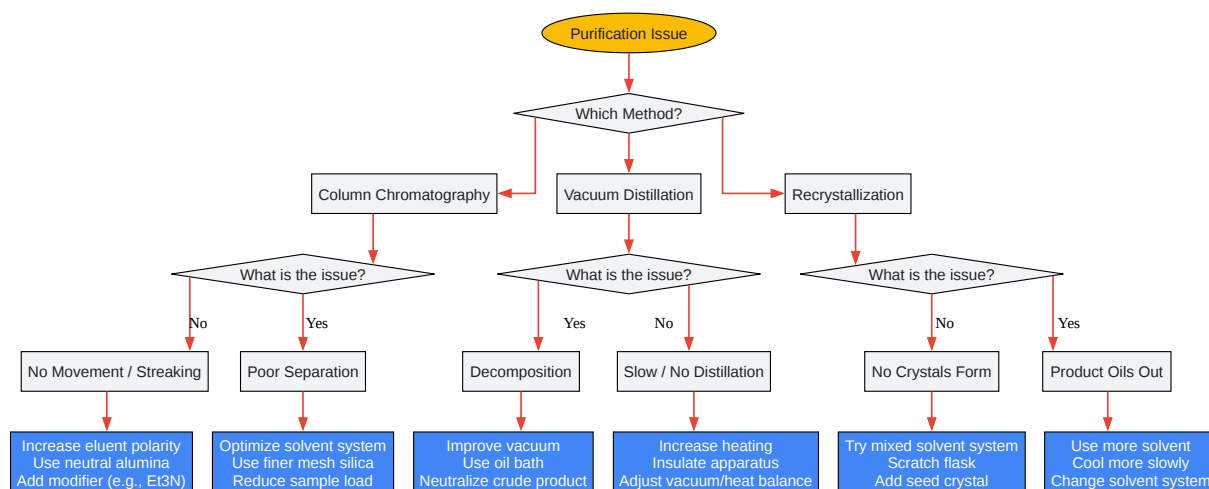 Purification Issue
Which Method?
Column Chromatography
Vacuum Distillation
Recrystallization
What is the issue?
What is the issue?
What is the issue?
No
Yes
Yes
No
No
Yes
No Movement / Streaking
Poor Separation
Decomposition
Slow / No Distillation
No Crystals Form
Product Oils Out
Increase eluent polarity
Use neutral alumina
Add modifier (e.g., Et3N)
Optimize solvent system
Use finer mesh silica
Reduce sample load
Improve vacuum
Use oil bath
Neutralize crude product
Increase heating
Insulate apparatus
Adjust vacuum/heat balance
Try mixed solvent system
Scratch flask
Add seed crystal
Use more solvent
Cool more slowly
Change solvent system